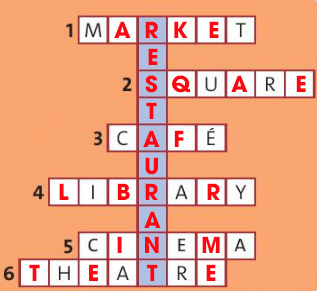 1 MARKET
E
2 SQUARE
T
3 CAFÉ
U
4 LIBRARY
A
5 CINEMA
6 THEATRE